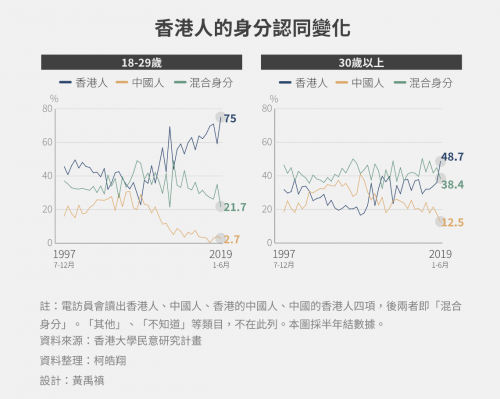 香港人的身分認同變化
18-29歲
30歲以上
香港人 中國人 混合身分
香港人 中國人 混合身分
%
80
60
40
20
0
75
21.7
2.7
1997
7-12月
2019
1-6月
%
80
60
40
20
0
48.7
38.4
12.5
1997
7-12月
2019
1-6月
註：電訪員會讀出香港人、中國人、香港的中國人、中國的香港人四項，後兩者即「混合
身分」。「其他」、「不知道」等類目，不在此列。本圖採半年結數據。
資料來源：香港大學民意研究計畫
資料整理：柯皓翔
設計：黃禹禛